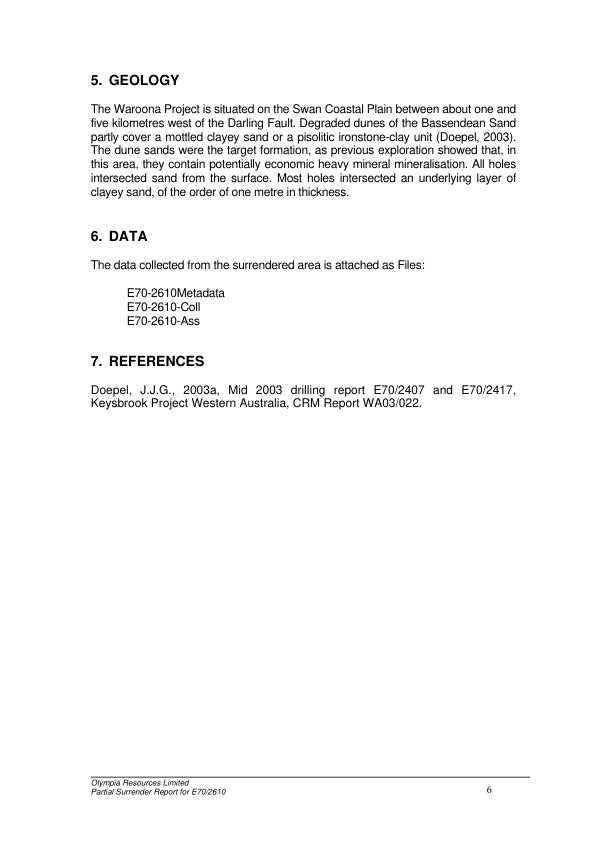 5. GEOLOGY
The Waroona Project is situated on the Swan Coastal Plain between about one and
five kilometres west of the Darling Fault. Degraded dunes of the Bassendean Sand
partly cover a mottled clayey sand or a pisolitic ironstone-clay unit (Doepel, 2003).
The dune sands were the target formation, as previous exploration showed that, in
this area, they contain potentially economic heavy mineral mineralisation. All holes
intersected sand from the surface. Most holes intersected an underlying layer of
clayey sand, of the order of one metre in thickness.
6. DATA
The data collected from the surrendered area is attached as Files:
E70-2610Metadata
E70-2610-Coll
E70-2610-Ass
7. REFERENCES
Doepel, J.J.G., 2003a, Mid 2003 drilling report E70/2407 and E70/2417,
Keysbrook Project Western Australia, CRM Report WA03/022.
Olympia Resources Limited
Partial Surrender Report for E70/2610
6